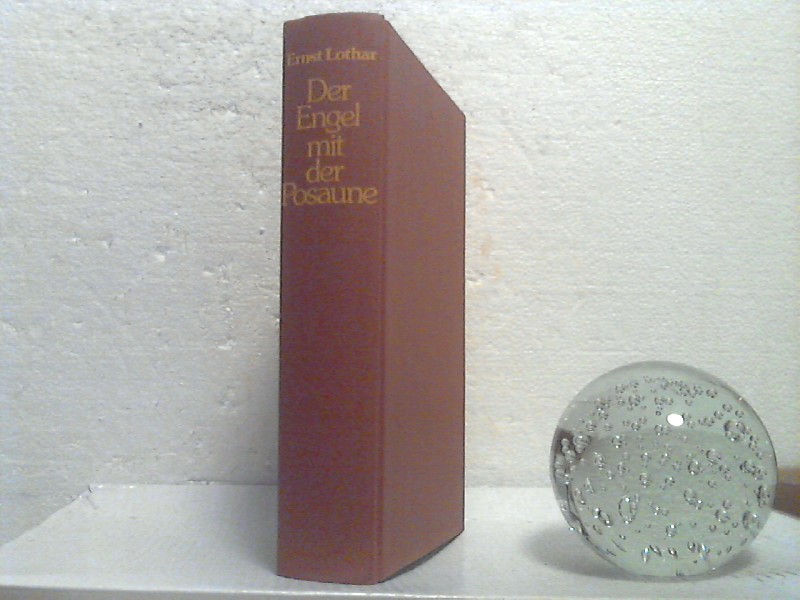 Ernst Lothar
Der
Engel
mit
der
Posaune